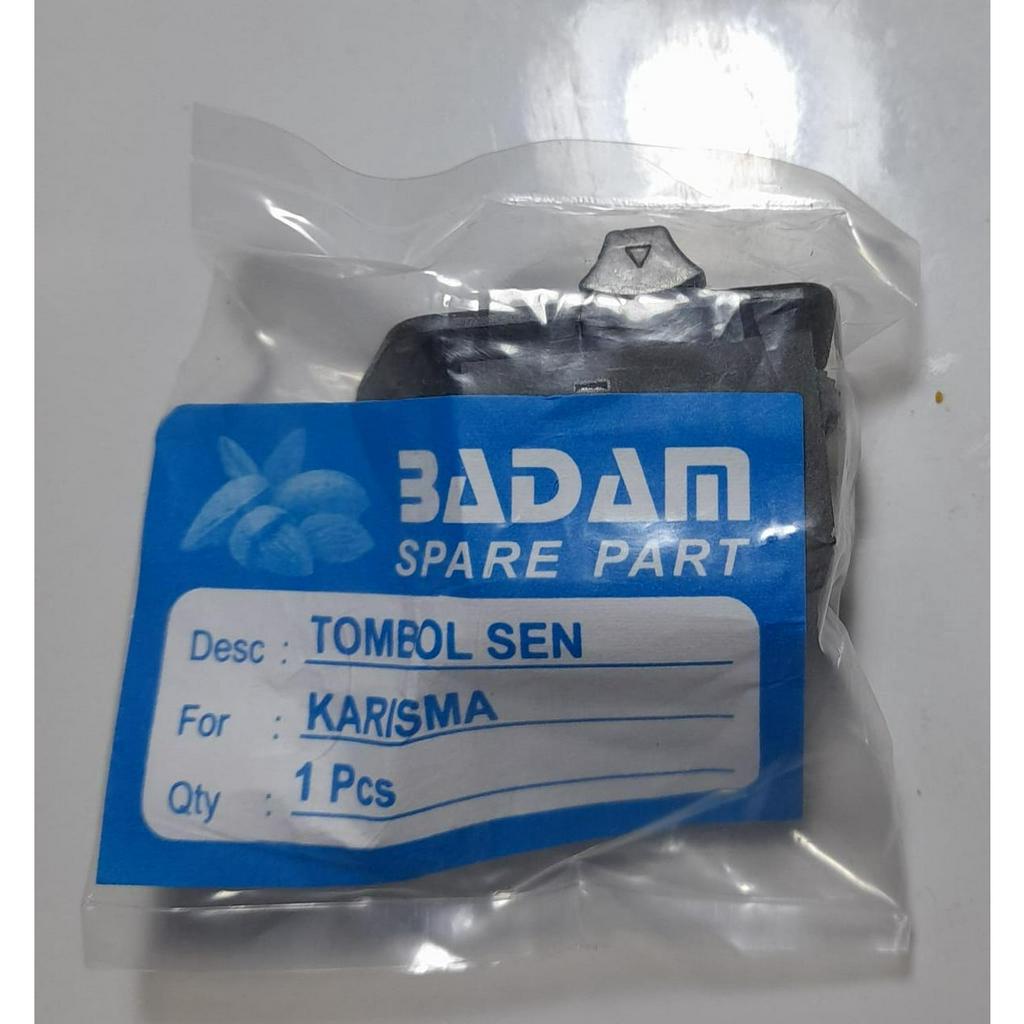 BADAM
SPARE PART
Desc : TOMBOL SEN
For : KARISMA
Qty : 1 Pcs